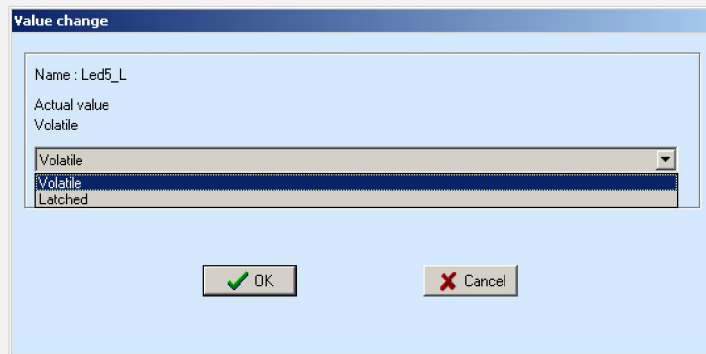 Value change
Name : Led5_L
Actual value
Volatile
Volatile
Volatile
Latched
OK
Cancel